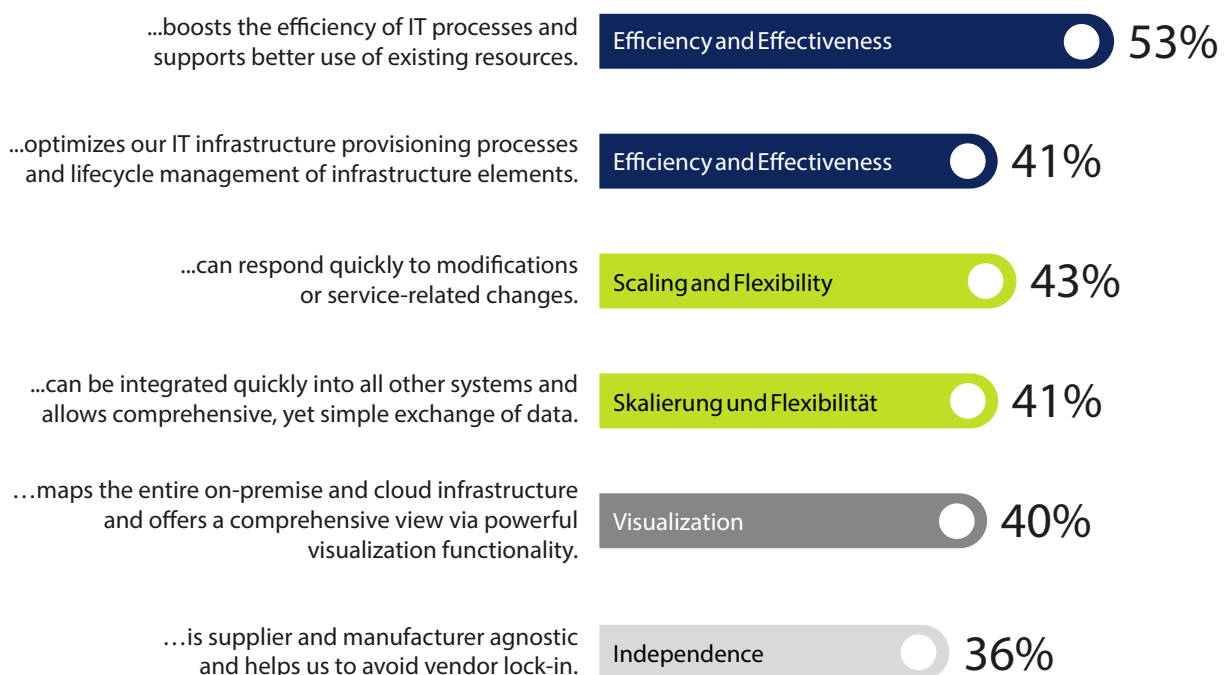 ...boosts the efficiency of IT processes and
supports better use of existing resources.
Efficiency and Effectiveness
53%
...optimizes our IT infrastructure provisioning processes
and lifecycle management of infrastructure elements.
Efficiency and Effectiveness
41%
...can respond quickly to modifications
or service-related changes.
Scaling and Flexibility
43%
...can be integrated quickly into all other systems and
allows comprehensive, yet simple exchange of data.
Skalierung und Flexibilität
41%
…maps the entire on-premise and cloud infrastructure
and offers a comprehensive view via powerful
visualization functionality.
Visualization
40%
…is supplier and manufacturer agnostic
and helps us to avoid vendor lock-in.
Independence
36%